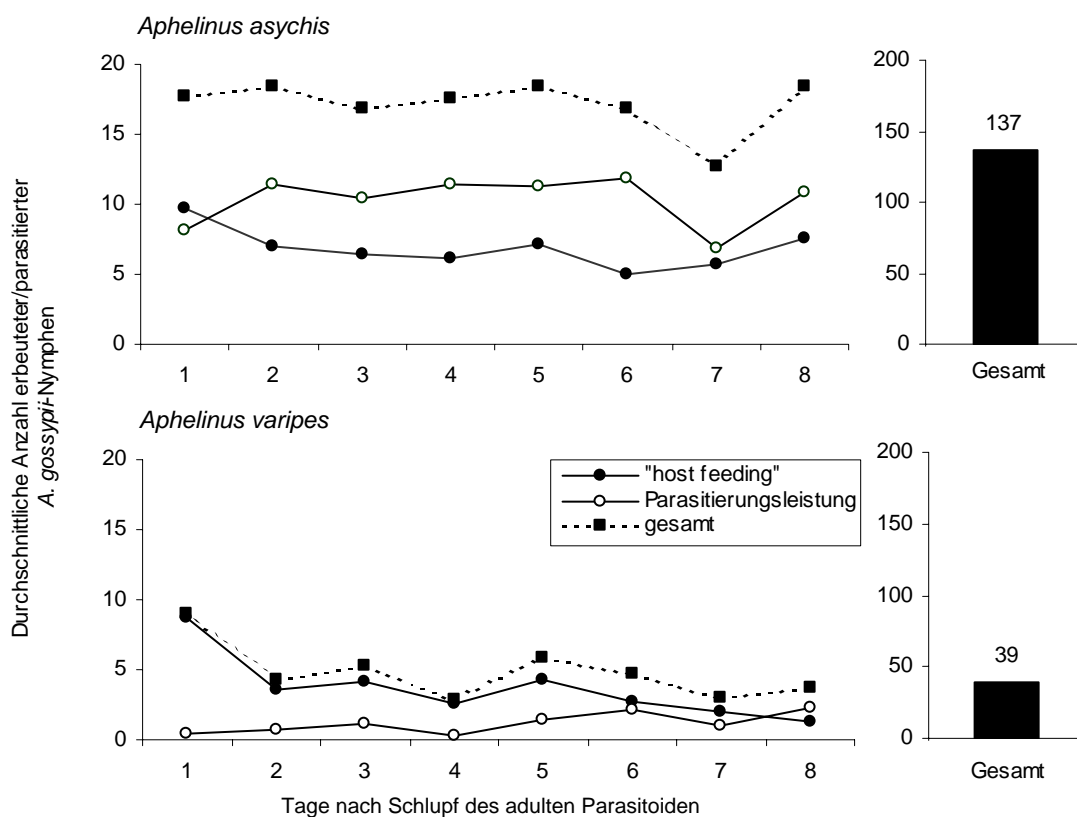 Aphelinus asychis
20
15
10
5
0
1 2 3 4 5 6 7 8
200
150
100
50
0
137
Gesamt
Durchschnittliche Anzahl erbeuteter/parasitierter
A. gossypii-Nymphen
Aphelinus varipes
20
15
10
5
0
1 2 3 4 5 6 7 8
"host feeding"
Parasitierungsleistung
gesamt
200
150
100
50
0
39
Gesamt
Tage nach Schlupf des adulten Parasitoiden